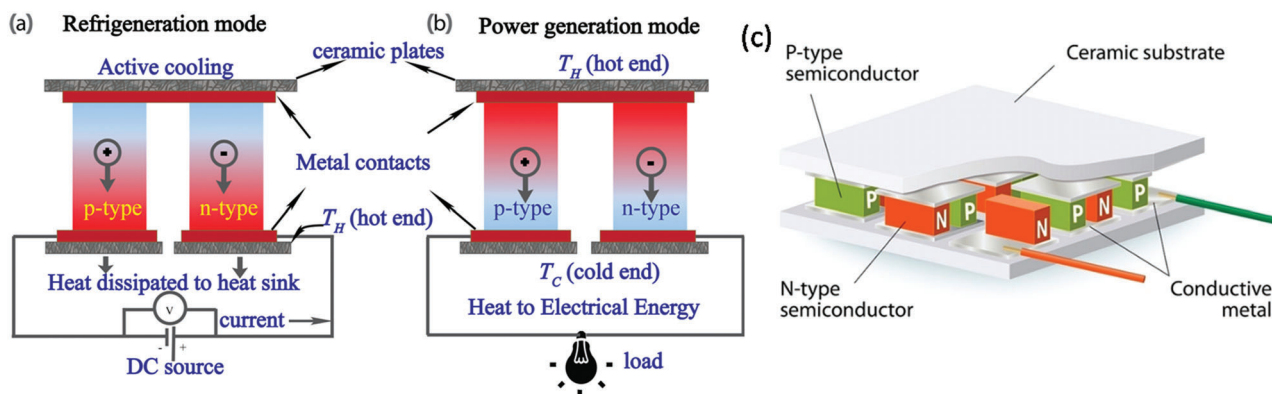 (a)
Refrigeneration mode
Active cooling
+
-
p-type
n-type
T_H (hot end)
Heat dissipated to heat sink
V
current
- +
DC source
ceramic plates
Metal contacts
(b)
Power generation mode
T_H (hot end)
+
-
p-type
n-type
T_C (cold end)
Heat to Electrical Energy
load
(c)
P-type
semiconductor
Ceramic substrate
P
N
P
N
P
N
P
N-type
semiconductor
Conductive
metal